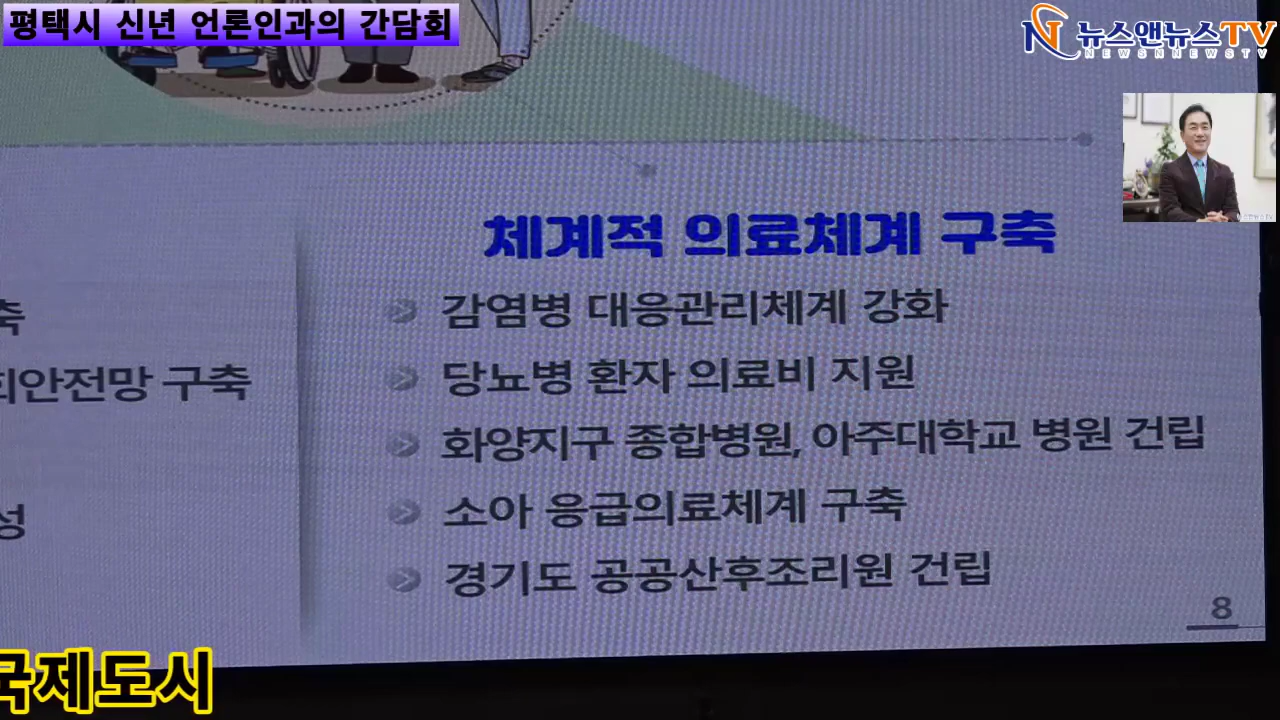 평택시 신년 언론인과의 간담회
뉴스앤뉴스TV
NEWSNNEWSTV
체계적 의료체계 구축
감염병 대응관리체계 강화
당뇨병 환자 의료비 지원
화양지구 종합병원, 아주대학교 병원 건립
소아 응급의료체계 구축
경기도 공공산후조리원 건립
축
회안전망 구축
성
8
국제도시